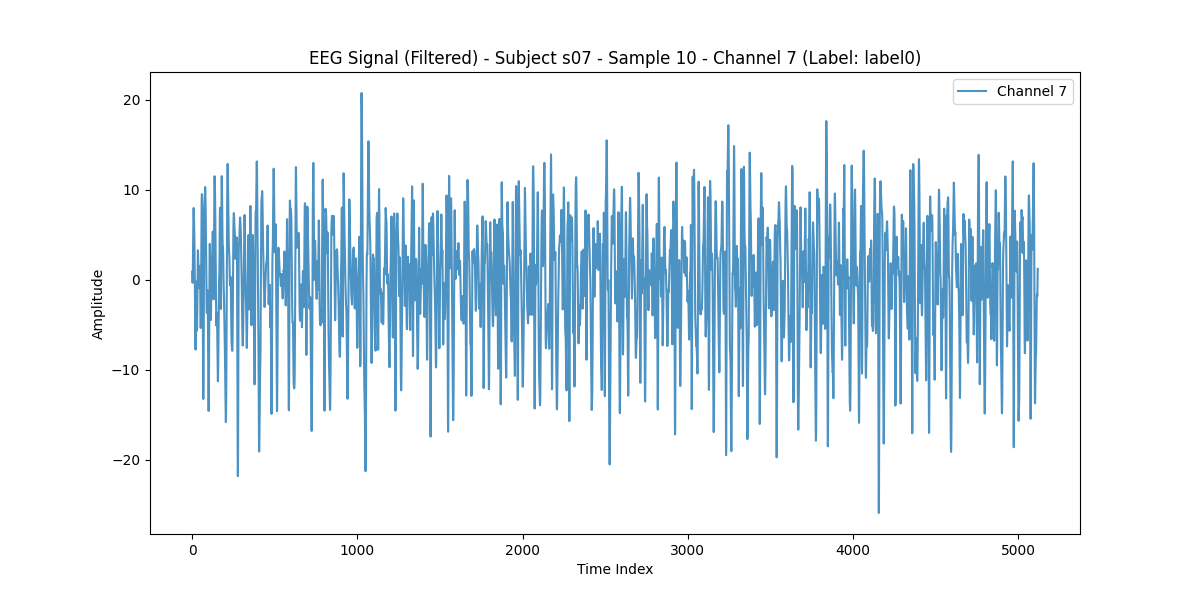 EEG Signal (Filtered) - Subject s07 - Sample 10 - Channel 7 (Label: label0)
Channel 7
20
10
0
−10
−20
Amplitude
0 1000 2000 3000 4000 5000
Time Index